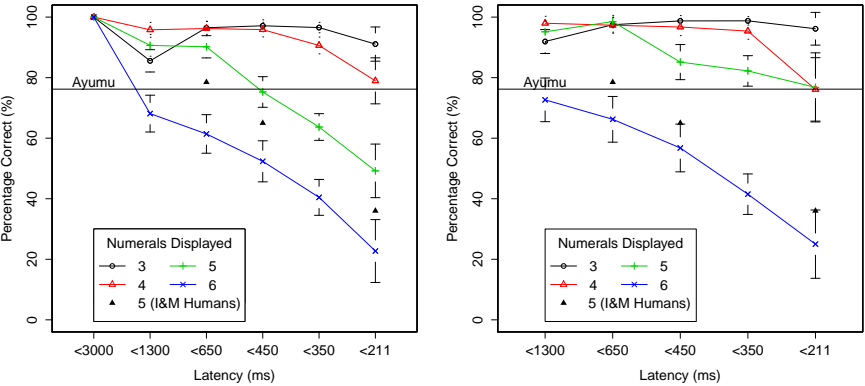 Percentage Correct (%)
100
80
60
40
20
0
Ayumu
Numerals Displayed
3 5
4 6
5 (I&M Humans)
<3000 <1300 <650 <450 <350 <211
Latency (ms)
Percentage Correct (%)
100
80
60
40
20
0
Ayumu
Numerals Displayed
3 5
4 6
5 (I&M Humans)
<1300 <650 <450 <350 <211
Latency (ms)